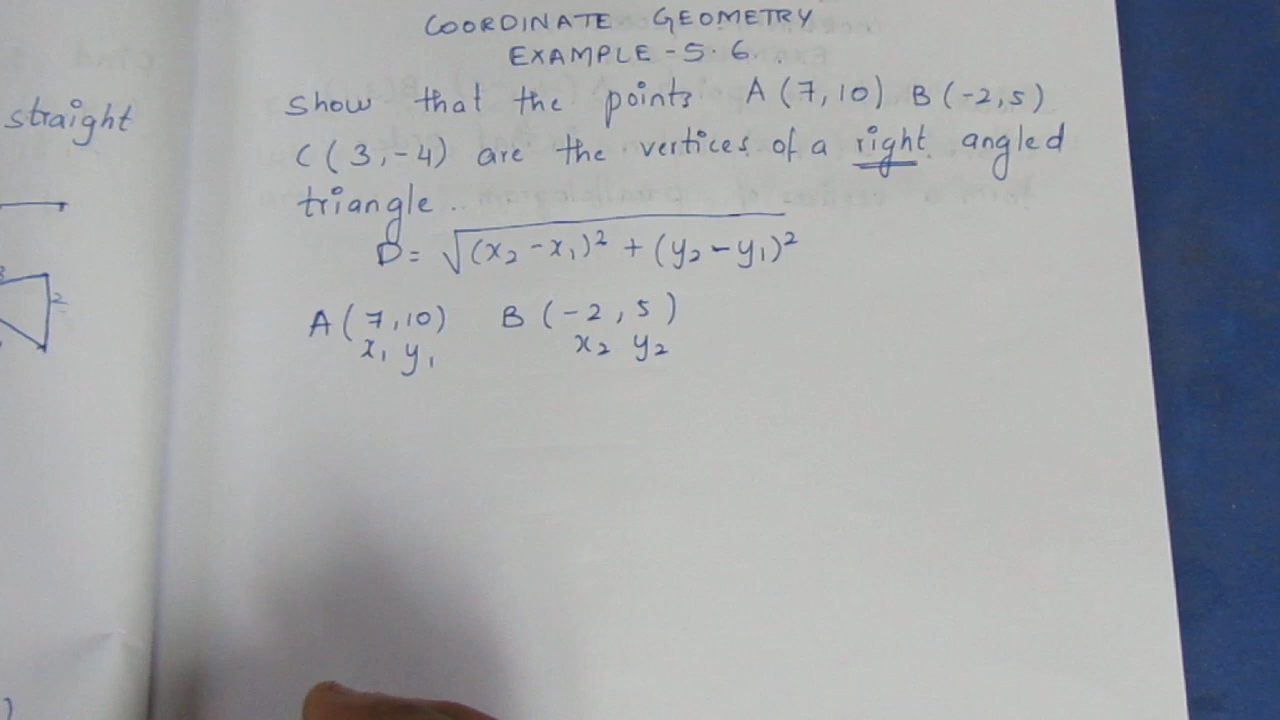 COORDINATE GEOMETRY
EXAMPLE - 5.6.
straight
Show that the points A (7,10) B (-2,5)
C (3,-4) are the vertices of a right angled
triangle.
D = √(x₂ - x₁)² + (y₂ - y₁)²
A (7,10) B (-2, 5)
x₁ y₁ x₂ y₂
2